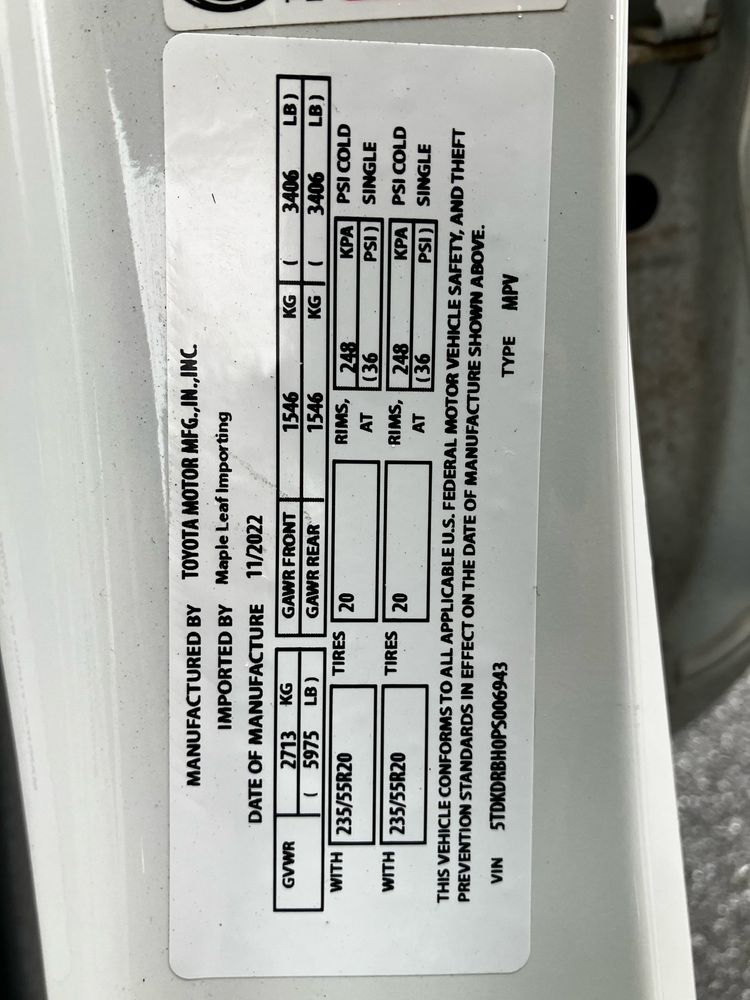 MANUFACTURED BY TOYOTA MOTOR MFG.,IN.,INC.
IMPORTED BY Maple Leaf Importing
DATE OF MANUFACTURE 11/2022
GVWR 2713 KG GAWR FRONT 1546 KG ( 3406 LB )
( 5975 LB ) GAWR REAR 1546 KG ( 3406 LB )
WITH 235/55R20 TIRES 20 RIMS, 248 KPA PSI COLD
AT (36 PSI ) SINGLE
WITH 235/55R20 TIRES 20 RIMS, 248 KPA PSI COLD
AT (36 PSI ) SINGLE
THIS VEHICLE CONFORMS TO ALL APPLICABLE U.S. FEDERAL MOTOR VEHICLE SAFETY, AND THEFT
PREVENTION STANDARDS IN EFFECT ON THE DATE OF MANUFACTURE SHOWN ABOVE.
VIN 5TDKDRBH0PS006943 TYPE MPV